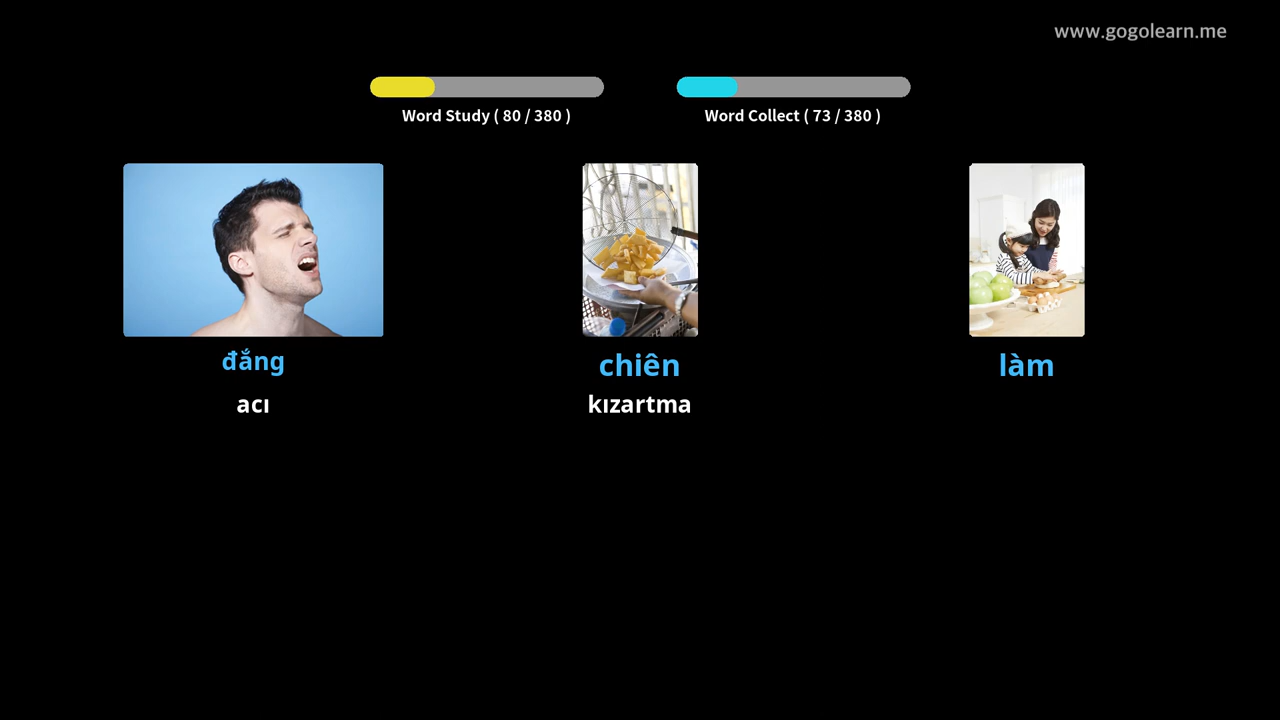 www.gogolearn.me
Word Study ( 80 / 380 )
Word Collect ( 73 / 380 )
đắng
chiên
làm
acı
kızartma